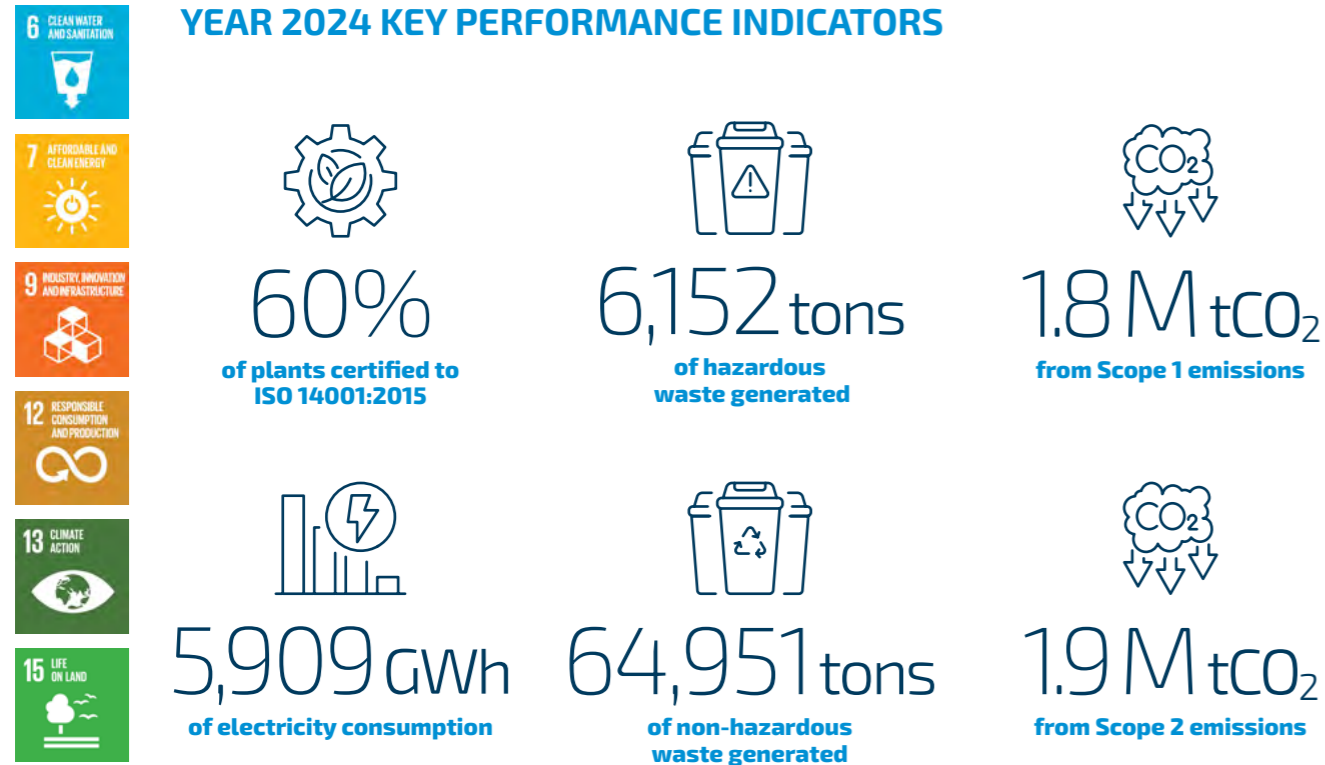 YEAR 2024 KEY PERFORMANCE INDICATORS
6 CLEAN WATER
AND SANITATION
7 AFFORDABLE AND
CLEAN ENERGY
9 INDUSTRY, INNOVATION
AND INFRASTRUCTURE
12 RESPONSIBLE
CONSUMPTION
AND PRODUCTION
13 CLIMATE
ACTION
15 LIFE
ON LAND
60%
of plants certified to
ISO 14001:2015
6,152 tons
of hazardous
waste generated
CO2
1.8 M tCO2
from Scope 1 emissions
5,909 GWh
of electricity consumption
64,951 tons
of non-hazardous
waste generated
CO2
1.9 M tCO2
from Scope 2 emissions